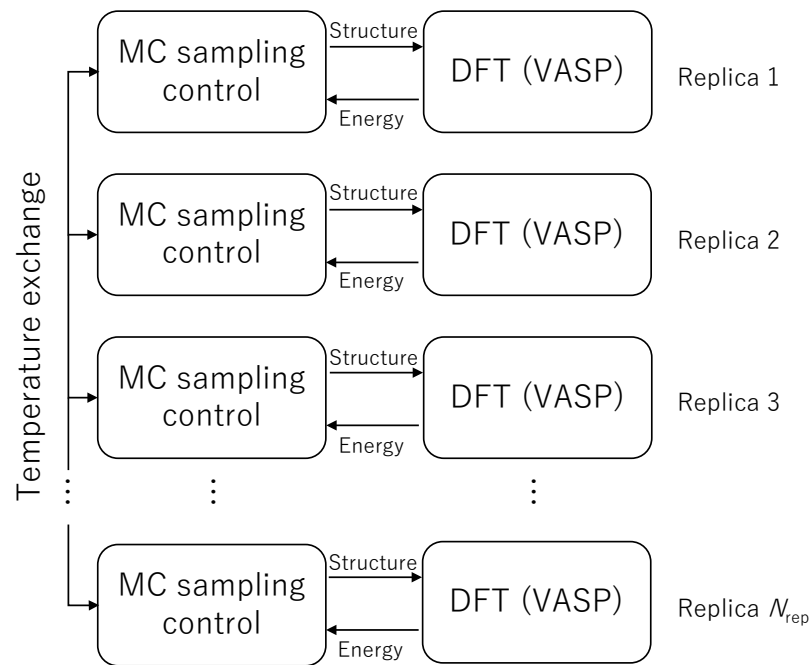 Temperature exchange
MC sampling
control
Structure
Energy
DFT (VASP)
Replica 1
MC sampling
control
Structure
Energy
DFT (VASP)
Replica 2
MC sampling
control
Structure
Energy
DFT (VASP)
Replica 3
⋮
⋮
⋮
MC sampling
control
Structure
Energy
DFT (VASP)
Replica N_rep